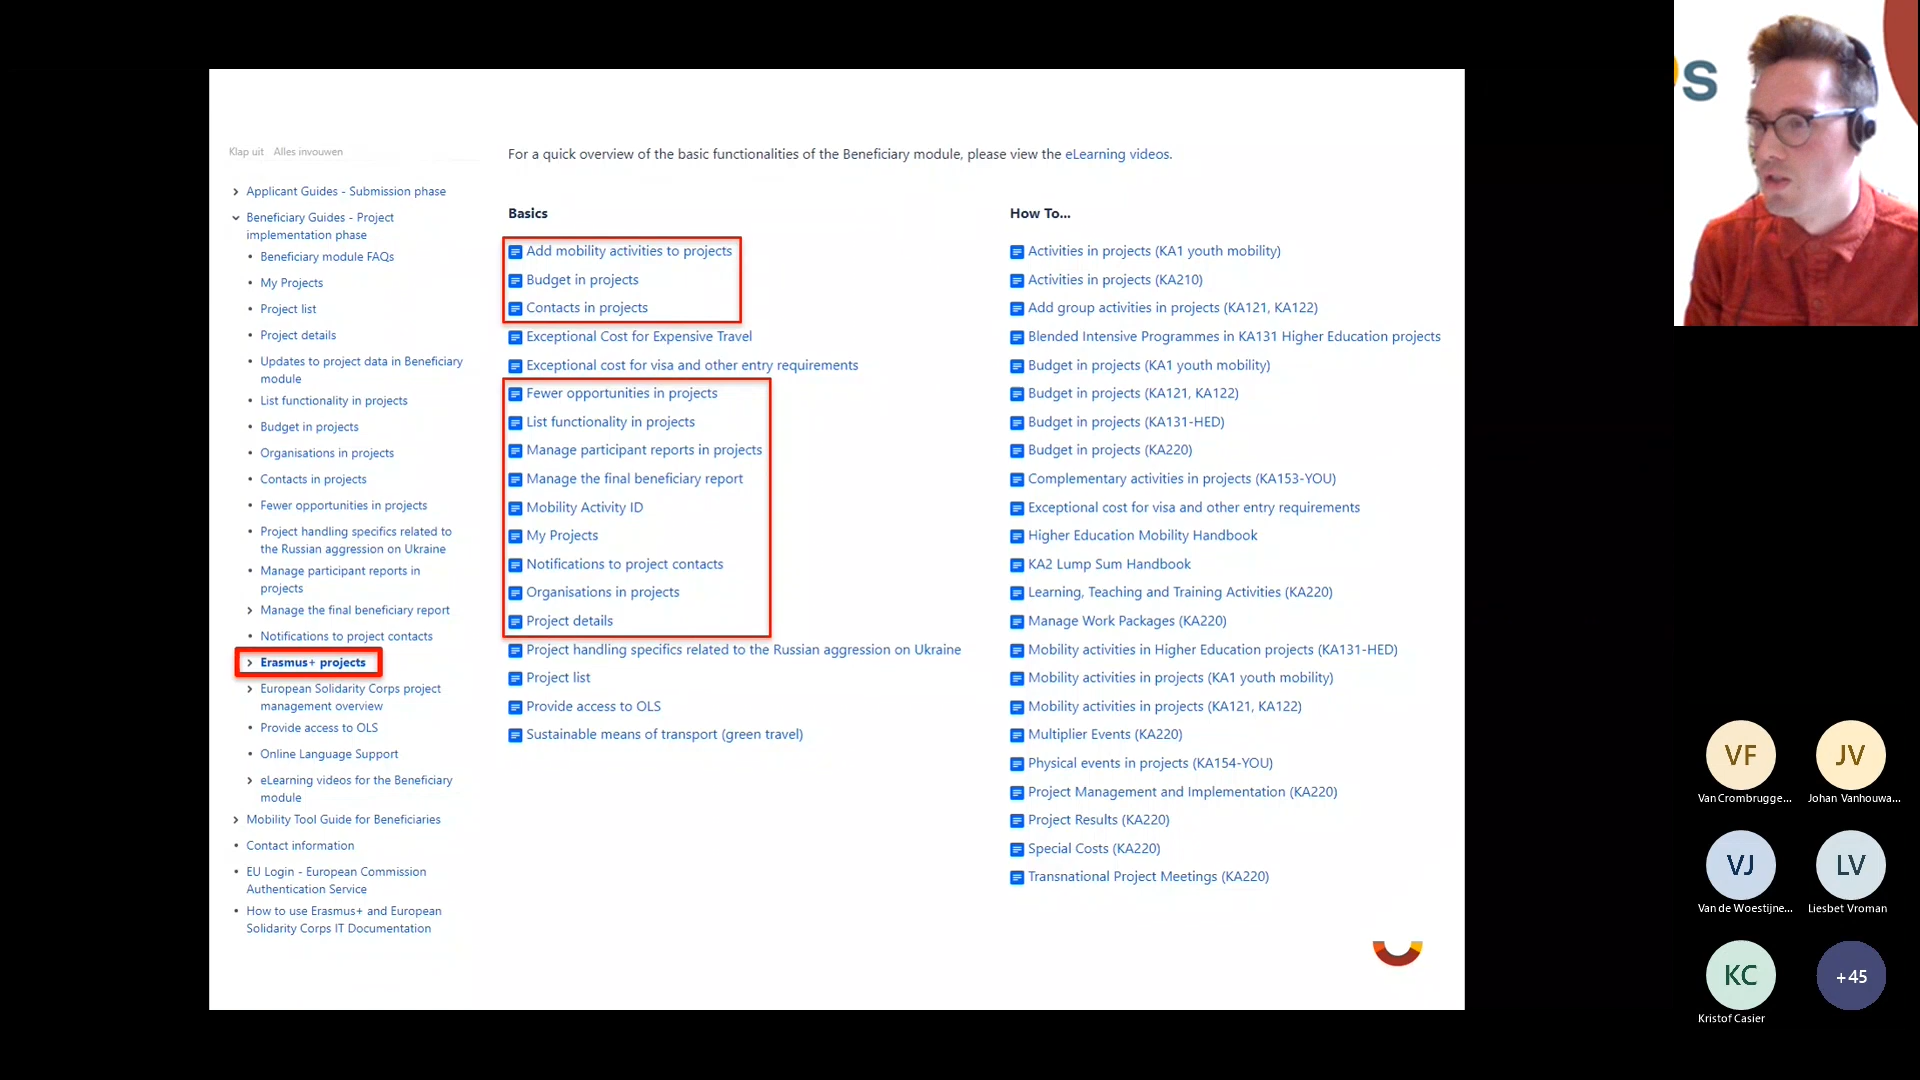 Klap uit Alles invouwen
Applicant Guides - Submission phase
Beneficiary Guides - Project
implementation phase
Beneficiary module FAQs
My Projects
Project list
Project details
Updates to project data in Beneficiary
module
List functionality in projects
Budget in projects
Organisations in projects
Contacts in projects
Fewer opportunities in projects
Project handling specifics related to
the Russian aggression on Ukraine
Manage participant reports in
projects
Manage the final beneficiary report
Notifications to project contacts
Erasmus+ projects
European Solidarity Corps project
management overview
Provide access to OLS
Online Language Support
eLearning videos for the Beneficiary
module
Mobility Tool Guide for Beneficiaries
Contact information
EU Login - European Commission
Authentication Service
How to use Erasmus+ and European
Solidarity Corps IT Documentation
For a quick overview of the basic functionalities of the Beneficiary module, please view the eLearning videos.
Basics
Add mobility activities to projects
Budget in projects
Contacts in projects
Exceptional Cost for Expensive Travel
Exceptional cost for visa and other entry requirements
Fewer opportunities in projects
List functionality in projects
Manage participant reports in projects
Manage the final beneficiary report
Mobility Activity ID
My Projects
Notifications to project contacts
Organisations in projects
Project details
Project handling specifics related to the Russian aggression on Ukraine
Project list
Provide access to OLS
Sustainable means of transport (green travel)
How To...
Activities in projects (KA1 youth mobility)
Activities in projects (KA210)
Add group activities in projects (KA121, KA122)
Blended Intensive Programmes in KA131 Higher Education projects
Budget in projects (KA1 youth mobility)
Budget in projects (KA121, KA122)
Budget in projects (KA131-HED)
Budget in projects (KA220)
Complementary activities in projects (KA153-YOU)
Exceptional cost for visa and other entry requirements
Higher Education Mobility Handbook
KA2 Lump Sum Handbook
Learning, Teaching and Training Activities (KA220)
Manage Work Packages (KA220)
Mobility activities in Higher Education projects (KA131-HED)
Mobility activities in projects (KA1 youth mobility)
Mobility activities in projects (KA121, KA122)
Multiplier Events (KA220)
Physical events in projects (KA154-YOU)
Project Management and Implementation (KA220)
Project Results (KA220)
Special Costs (KA220)
Transnational Project Meetings (KA220)
s
VF
Van Crombrugge...
JV
Johan Vanhouwa...
VJ
Van de Woestijne...
LV
Liesbet Vroman
KC
Kristof Casier
+45